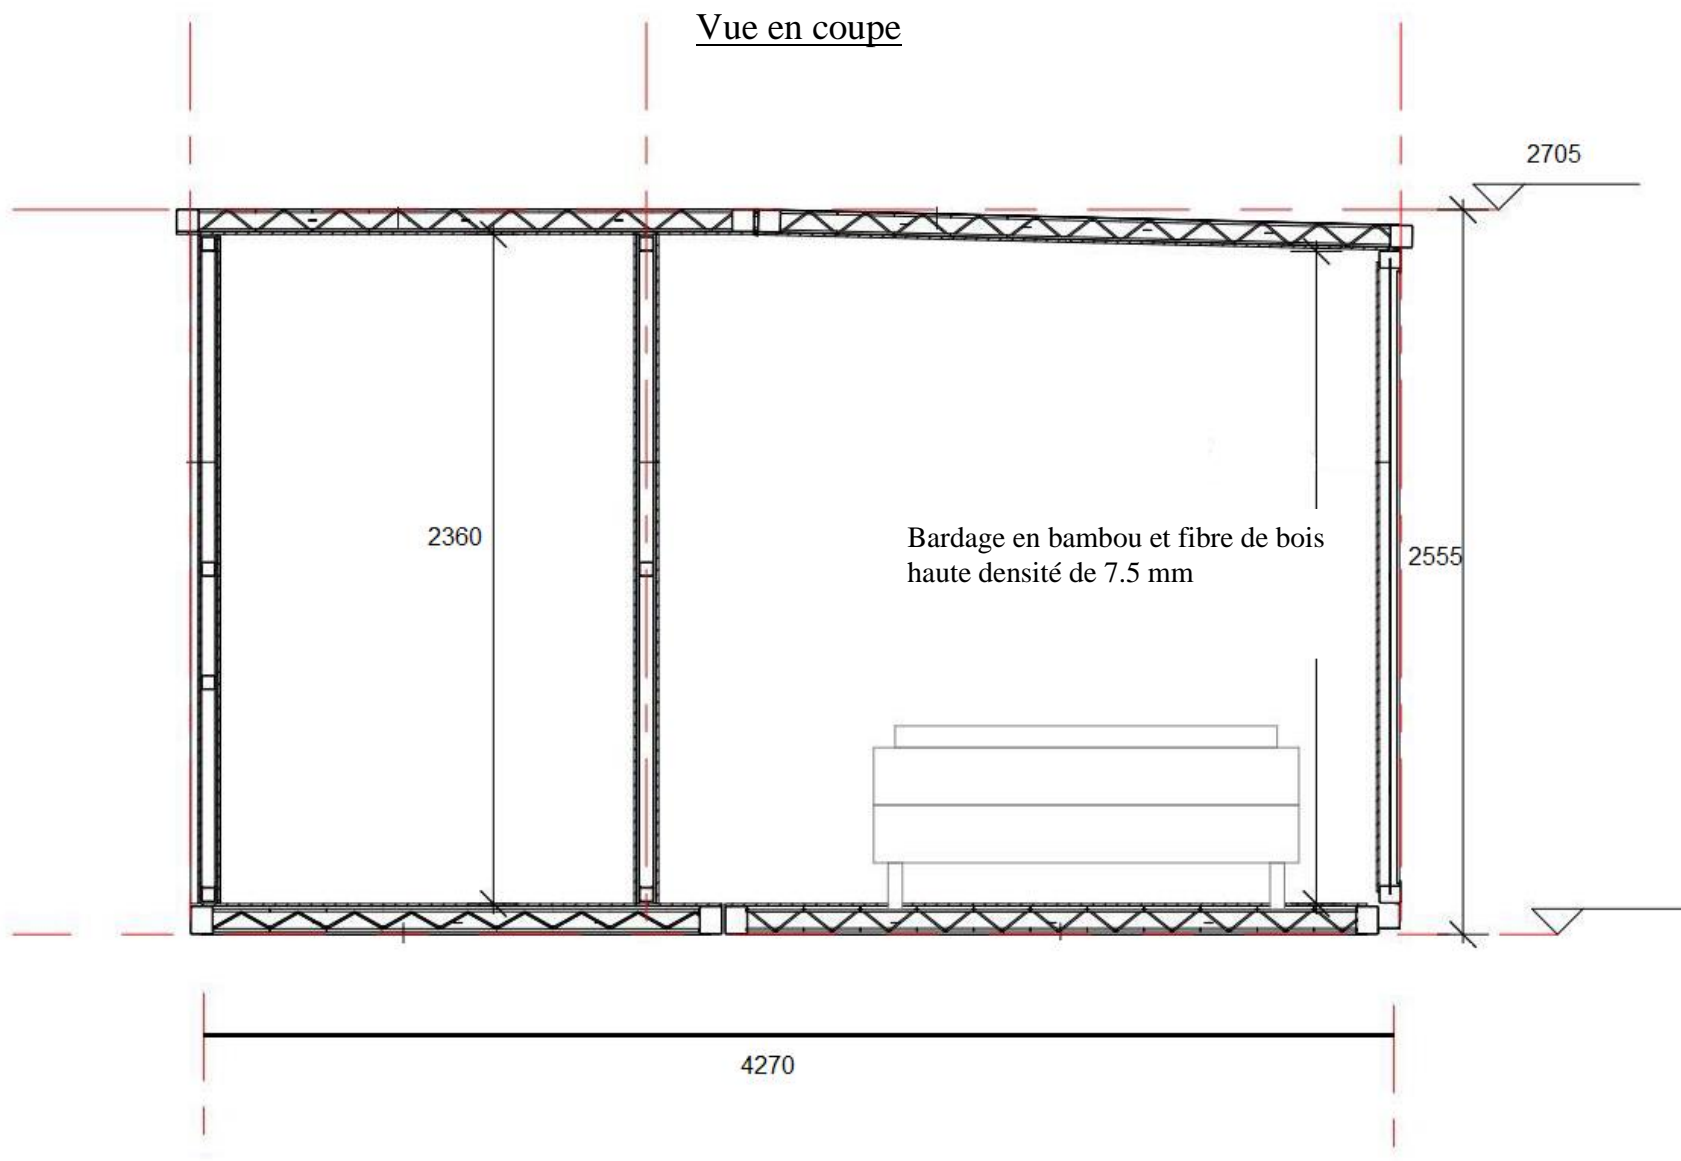 Vue en coupe
2705
2360
Bardage en bambou et fibre de bois
haute densité de 7.5 mm
2555
4270